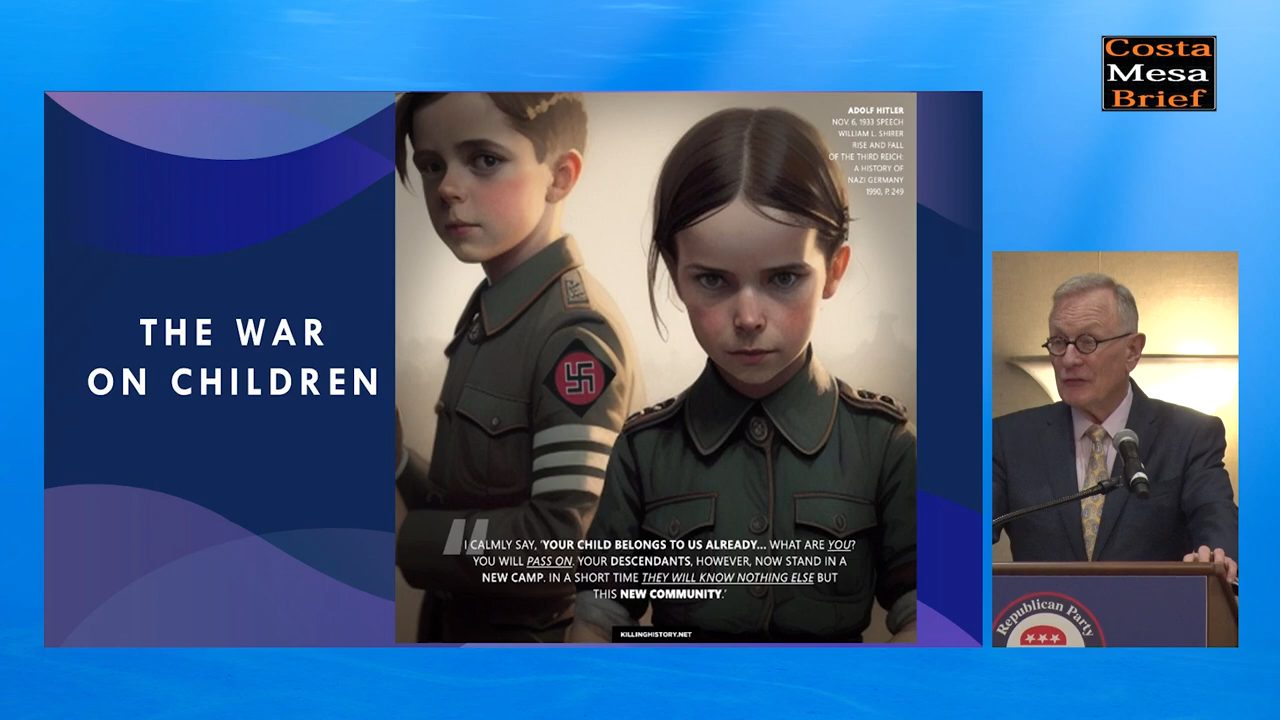 Costa
Mesa
Brief
THE WAR
ON CHILDREN
ADOLF HITLER
NOV. 6, 1933 SPEECH
WILLIAM L. SHIRER
RISE AND FALL
OF THE THIRD REICH:
A HISTORY OF
NAZI GERMANY
1990, P. 249
"I CALMLY SAY, 'YOUR CHILD BELONGS TO US ALREADY... WHAT ARE YOU?
YOU WILL PASS ON. YOUR DESCENDANTS, HOWEVER, NOW STAND IN A
NEW CAMP. IN A SHORT TIME THEY WILL KNOW NOTHING ELSE BUT
THIS NEW COMMUNITY.'
KILLINGHISTORY.NET
Republican Party